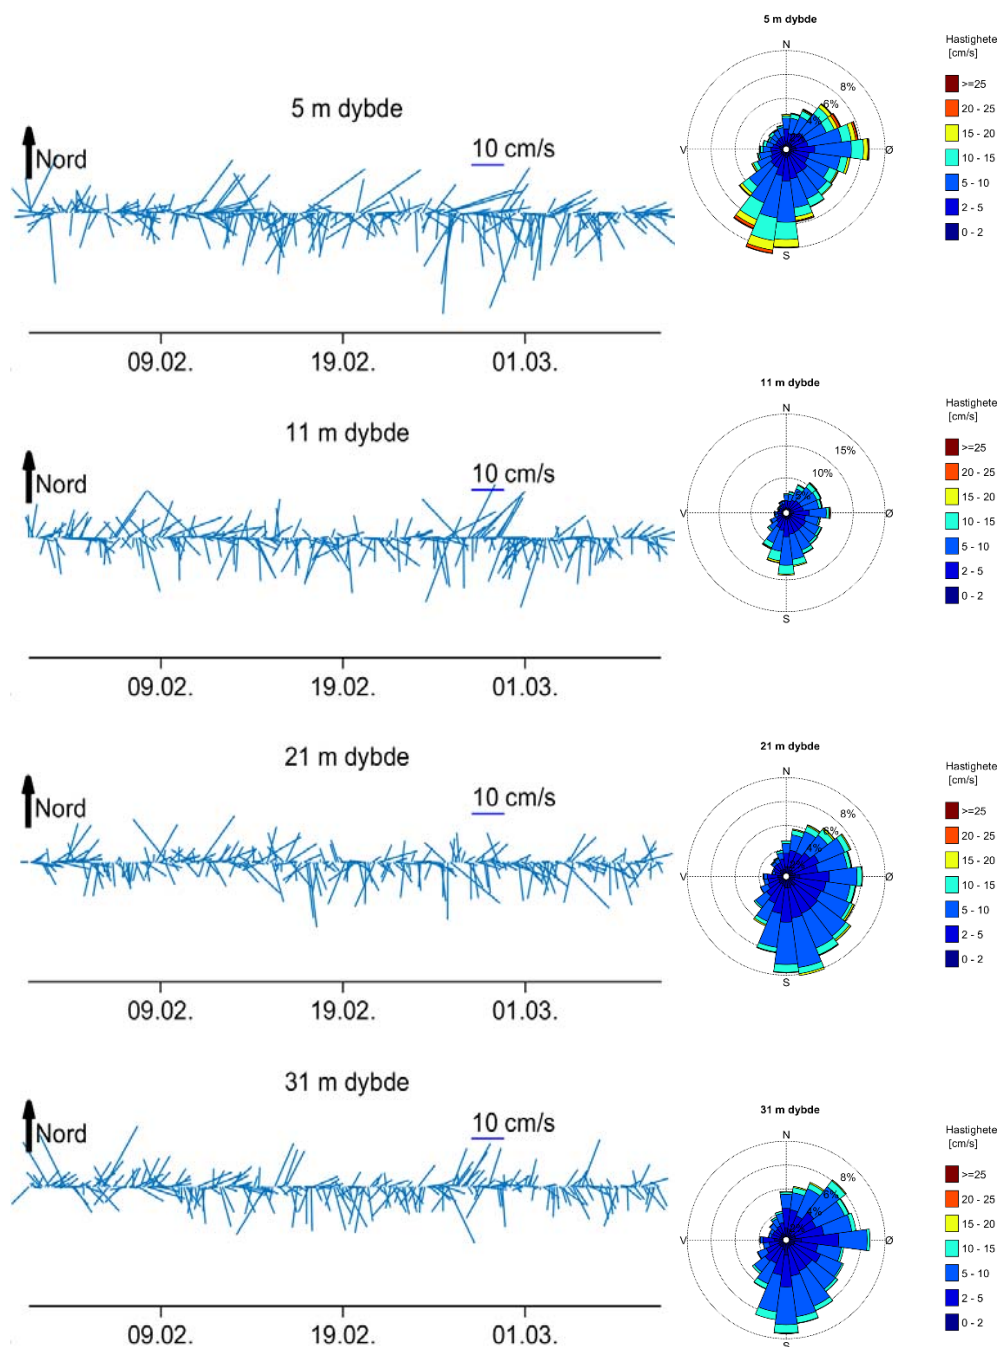 5 m dybde
Nord
10 cm/s
09.02.
19.02.
01.03.
5 m dybde
N
8%
6%
4%
V
Ø
S
Hastighete
[cm/s]
>=25
20 - 25
15 - 20
10 - 15
5 - 10
2 - 5
0 - 2
11 m dybde
Nord
10 cm/s
09.02.
19.02.
01.03.
11 m dybde
N
15%
10%
5%
V
Ø
S
Hastighete
[cm/s]
>=25
20 - 25
15 - 20
10 - 15
5 - 10
2 - 5
0 - 2
21 m dybde
Nord
10 cm/s
09.02.
19.02.
01.03.
21 m dybde
N
8%
6%
4%
V
Ø
S
Hastighete
[cm/s]
>=25
20 - 25
15 - 20
10 - 15
5 - 10
2 - 5
0 - 2
31 m dybde
Nord
10 cm/s
09.02.
19.02.
01.03.
31 m dybde
N
8%
6%
4%
V
Ø
S
Hastighete
[cm/s]
>=25
20 - 25
15 - 20
10 - 15
5 - 10
2 - 5
0 - 2